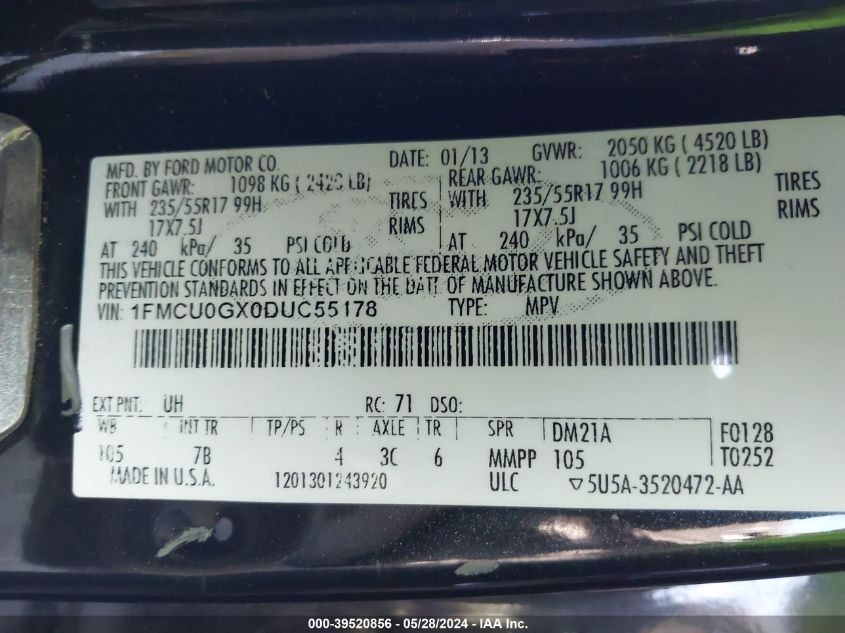 MFD. BY FORD MOTOR CO. DATE: 01/13 GVWR: 2050 KG ( 4520 LB)
FRONT GAWR: 1098 KG ( 2420 LB) REAR GAWR: 1006 KG ( 2218 LB)
WITH 235/55R17 99H TIRES WITH 235/55R17 99H TIRES
17X7.5J RIMS 17X7.5J RIMS
AT 240 kPa/ 35 PSI COLD AT 240 kPa/ 35 PSI COLD
THIS VEHICLE CONFORMS TO ALL APPLICABLE FEDERAL MOTOR VEHICLE SAFETY AND THEFT
PREVENTION STANDARDS IN EFFECT ON THE DATE OF MANUFACTURE SHOWN ABOVE.
VIN: 1FMCU0GX0DUC55178 TYPE: MPV
EXT PNT: UH RC: 71 DSO:
WB INT TR TP/PS R AXLE TR SPR DM21A F0128
105 7B 4 3C 6 MMPP 105 T0252
MADE IN U.S.A. 1201301243920 ULC ▽5U5A-3520472-AA
000-39520856 - 05/28/2024 - IAA Inc.